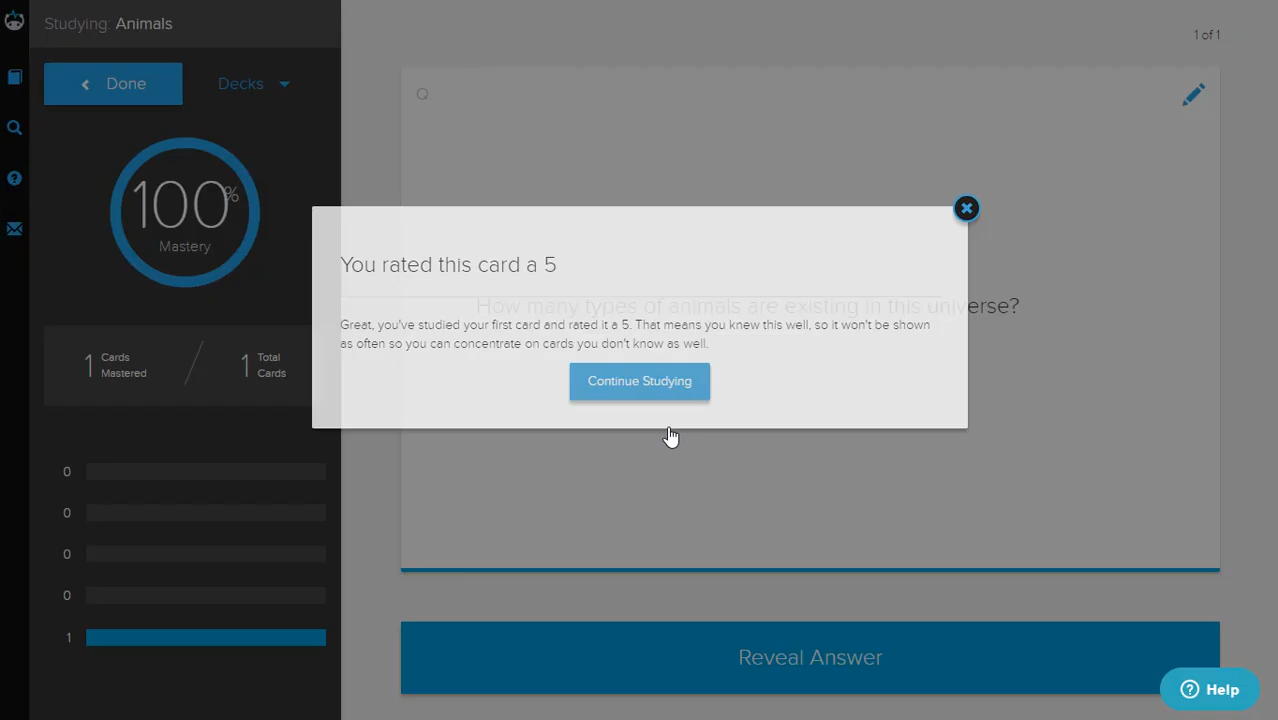 Studying: Animals
1 of 1
Done
Decks
Q
100%
Mastery
You rated this card a 5
How many types of animals are existing in this universe?
Great, you've studied your first card and rated it a 5. That means you knew this well, so it won't be shown
as often so you can concentrate on cards you don't know as well.
1 Cards Mastered
1 Total Cards
Continue Studying
0
0
0
0
1
Reveal Answer
Help